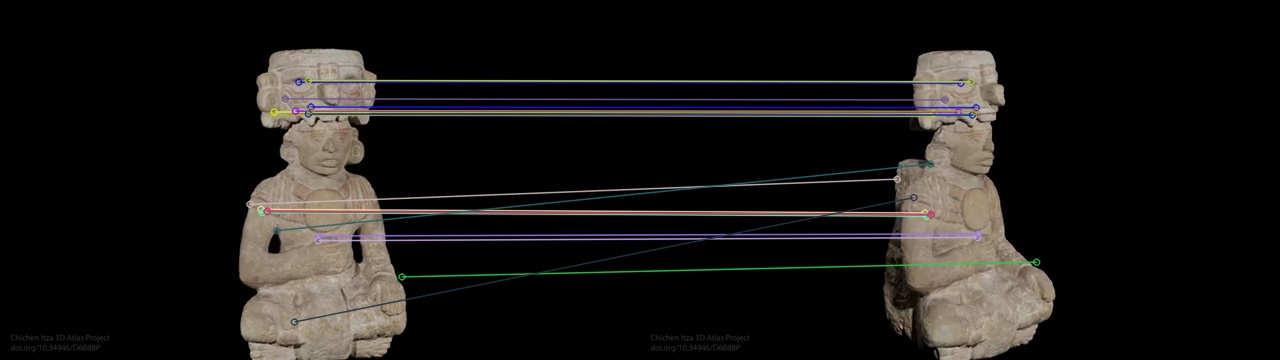 Chichen Itza 3D Atlas Project
doi.org/10.34946/D6B88P
Chichen Itza 3D Atlas Project
doi.org/10.34946/D6B88P